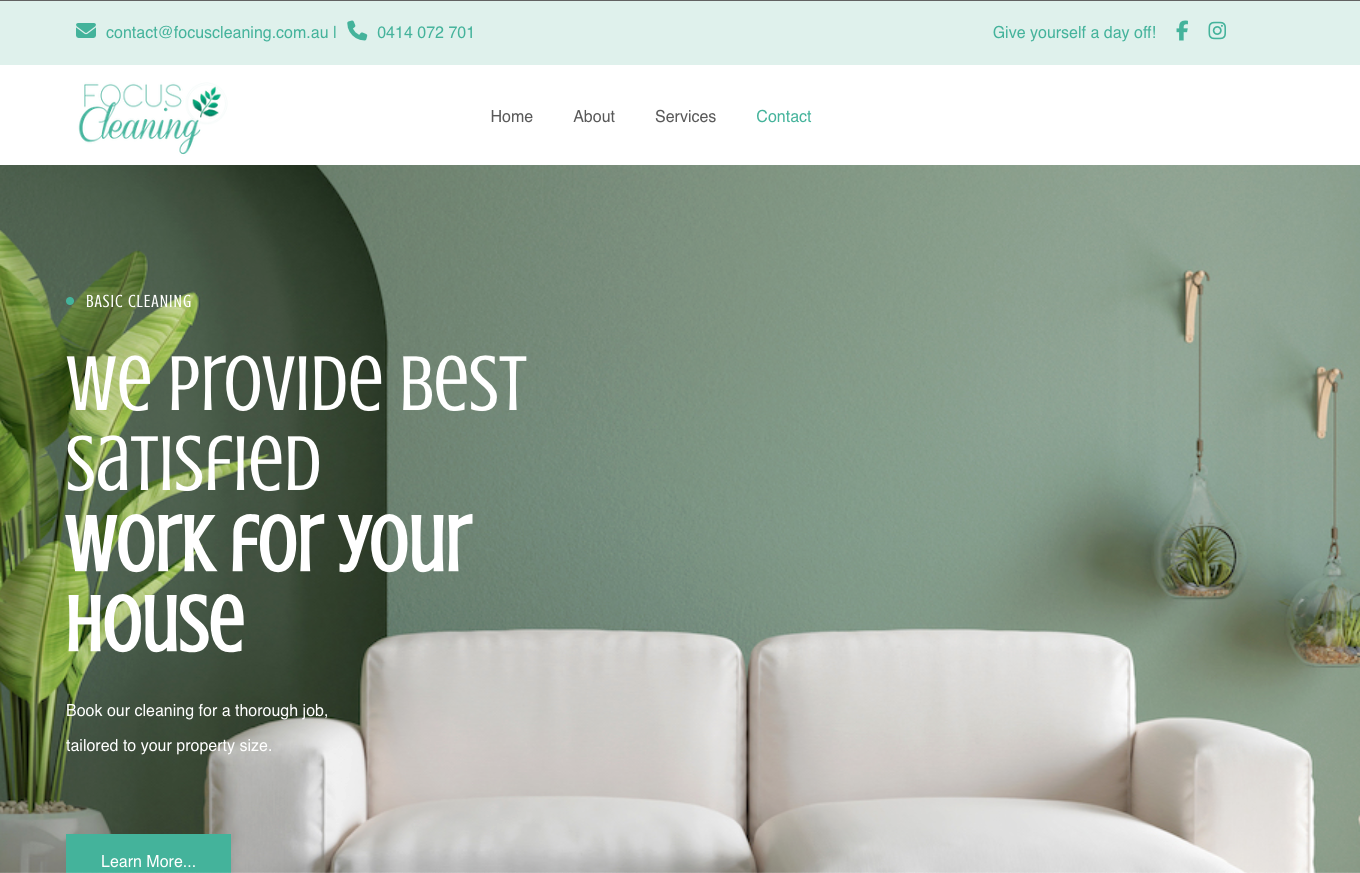 contact@focuscleaning.com.au | 0414 072 701 Give yourself a day off!
FOCUS
Cleaning
Home About Services Contact
BASIC CLEANING
We Provide Best
Satisfied
Work For Your
House
Book our cleaning for a thorough job,
tailored to your property size.
Learn More...